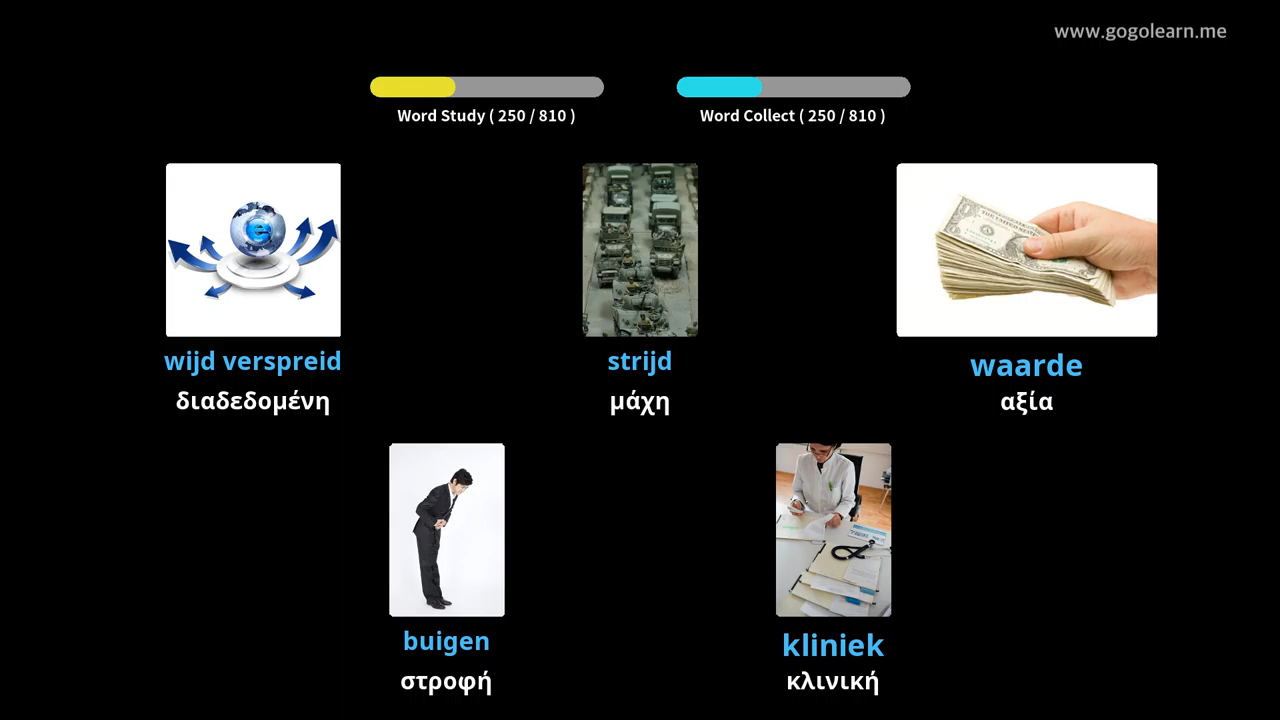 www.gogolearn.me
Word Study ( 250 / 810 )
Word Collect ( 250 / 810 )
wijd verspreid
διαδεδομένη
strijd
μάχη
waarde
αξία
buigen
στροφή
kliniek
κλινική